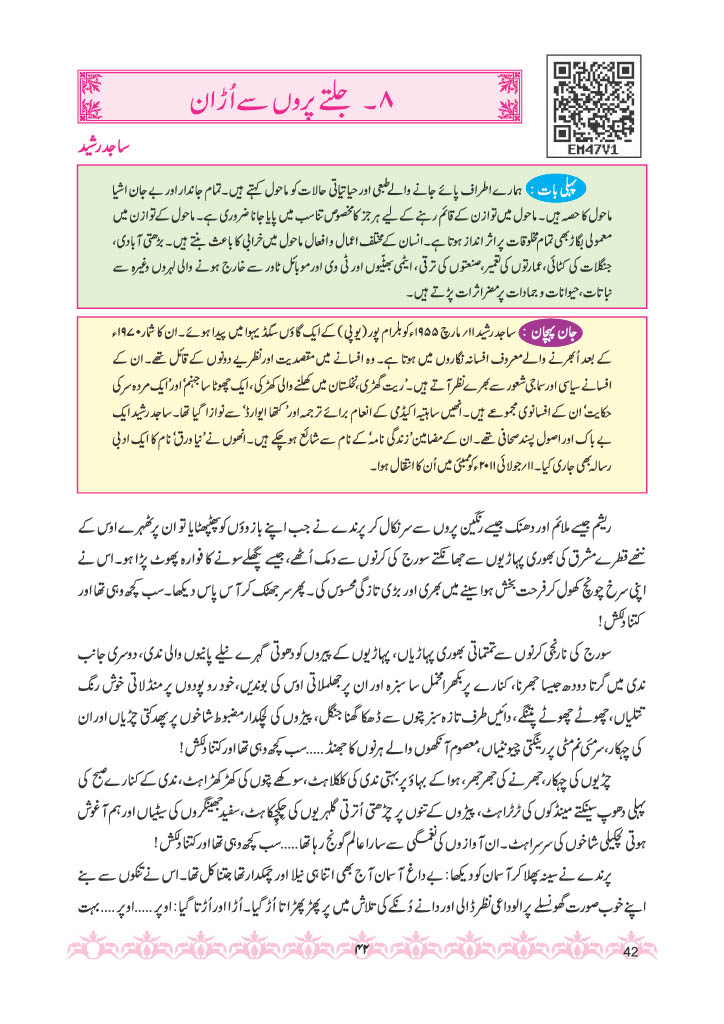 EM47V1
۸۔ جلتے پروں سے اُڑان
ساجد رشید
پہلی بات : ہمارے اطراف پائے جانے والے طبعی اور حیاتیاتی حالات کو ماحول کہتے ہیں۔ تمام جاندار اور بے جان اشیا
ماحول کا حصہ ہیں۔ ماحول میں توازن کے قائم رہنے کے لیے ہر جز کا مخصوص تناسب میں پایا جانا ضروری ہے۔ ماحول کے توازن میں
معمولی بگاڑ بھی تمام مخلوقات پر اثر انداز ہوتا ہے۔ انسان کے مختلف اعمال و افعال ماحول میں خرابی کا باعث بنتے ہیں۔ بڑھتی آبادی،
جنگلات کی کٹائی، عمارتوں کی تعمیر، صنعتوں کی ترقی، ایٹمی بھٹیوں اور ٹی وی اور موبائل ٹاور سے خارج ہونے والی لہروں وغیرہ سے
نباتات، حیوانات و جمادات پر مضر اثرات پڑتے ہیں۔
جان پہچان : ساجد رشید ۱۱؍ مارچ ۱۹۵۵ء کو بلرام پور (یوپی) کے ایک گاؤں سگڈیہوا میں پیدا ہوئے۔ ان کا شمار ۱۹۷۰ء
کے بعد اُبھرنے والے معروف افسانہ نگاروں میں ہوتا ہے۔ وہ افسانے میں مقصدیت اور نظریے دونوں کے قائل تھے۔ ان کے
افسانے سیاسی اور سماجی شعور سے بھرے نظر آتے ہیں۔ 'ریت گھڑی، نخلستان میں کھلنے والی کھڑکی، ایک چھوٹا سا جہنم' اور 'ایک مردہ سر کی
حکایت' ان کے افسانوی مجموعے ہیں۔ انھیں ساہتیہ اکیڈمی کے انعام برائے ترجمہ اور 'کتھا ایوارڈ' سے نوازا گیا تھا۔ ساجد رشید ایک
بے باک اور اصول پسند صحافی تھے۔ ان کے مضامین 'زندگی نامہ' کے نام سے شائع ہو چکے ہیں۔ انھوں نے 'نیا ورق' نام کا ایک ادبی
رسالہ بھی جاری کیا۔ ۱۱؍ جولائی ۲۰۱۱ء کو ممبئی میں اُن کا انتقال ہوا۔
ریشم جیسے ملائم اور دھنک جیسے رنگین پروں سے سر نکال کر پرندے نے جب اپنے بازوؤں کو پھٹپھٹایا تو ان پر ٹھہرے اوس کے
ننھے قطرے مشرق کی بھوری پہاڑیوں سے جھانکتے سورج کی کرنوں سے دمک اُٹھے، جیسے پگھلے سونے کا فوارہ پھوٹ پڑا ہو۔ اس نے
اپنی سرخ چونچ کھول کر فرحت بخش ہوا سینے میں بھری اور بڑی تازگی محسوس کی۔ پھر سر جھٹک کر آس پاس دیکھا۔ سب کچھ وہی تھا اور
کتنا دلکش!
سورج کی نارنجی کرنوں سے تمتماتی بھوری پہاڑیاں، پہاڑیوں کے پیروں کو دھوتی گہرے نیلے پانیوں والی ندی، دوسری جانب
ندی میں گرتا دودھ جیسا جھرنا، کنارے پر بکھرا مخمل سا سبزہ اور ان پر جھلملاتی اوس کی بوندیں، خودرو پودوں پر منڈلاتی خوش رنگ
تتلیاں، چھوٹے چھوٹے پتنگے، دائیں طرف تازہ سبز پتوں سے ڈھکا گھنا جنگل، پیڑوں کی لچکدار مضبوط شاخوں پر پھدکتی چڑیاں اور ان
کی چہکار، سرمئی نم مٹی پر رینگتی چیونٹیاں، معصوم آنکھوں والے ہرنوں کا جھنڈ ..... سب کچھ وہی تھا اور کتنا دلکش!
چڑیوں کی چہکار، جھرنے کی جھر جھر، ہوا کے بہاؤ پر بہتی ندی کی کلکلاہٹ، سوکھے پتوں کی کھڑکھڑاہٹ، ندی کے کنارے صبح کی
پہلی دھوپ سینکتے مینڈکوں کی ٹرٹراہٹ، پیڑوں کے تنوں پر چڑھتی اُترتی گلہریوں کی چکچکاہٹ، سفید جھینگروں کی سیٹیاں اور ہم آغوش
ہوتی لچکیلی شاخوں کی سرسراہٹ۔ ان آوازوں کی نغمگی سے سارا عالم گونج رہا تھا ..... سب کچھ وہی تھا اور کتنا دلکش!
پرندے نے سینہ پھلا کر آسمان کو دیکھا: بے داغ آسمان آج بھی اتنا ہی نیلا اور چمکدار تھا جتنا کل تھا۔ اس نے تنکوں سے بنے
اپنے خوب صورت گھونسلے پر الوداعی نظر ڈالی اور دانے دُنکے کی تلاش میں پر پھڑپھڑاتا اُڑ گیا۔ اُڑا اور اُڑتا گیا: اوپر ..... اوپر .... بہت
۴۲
42